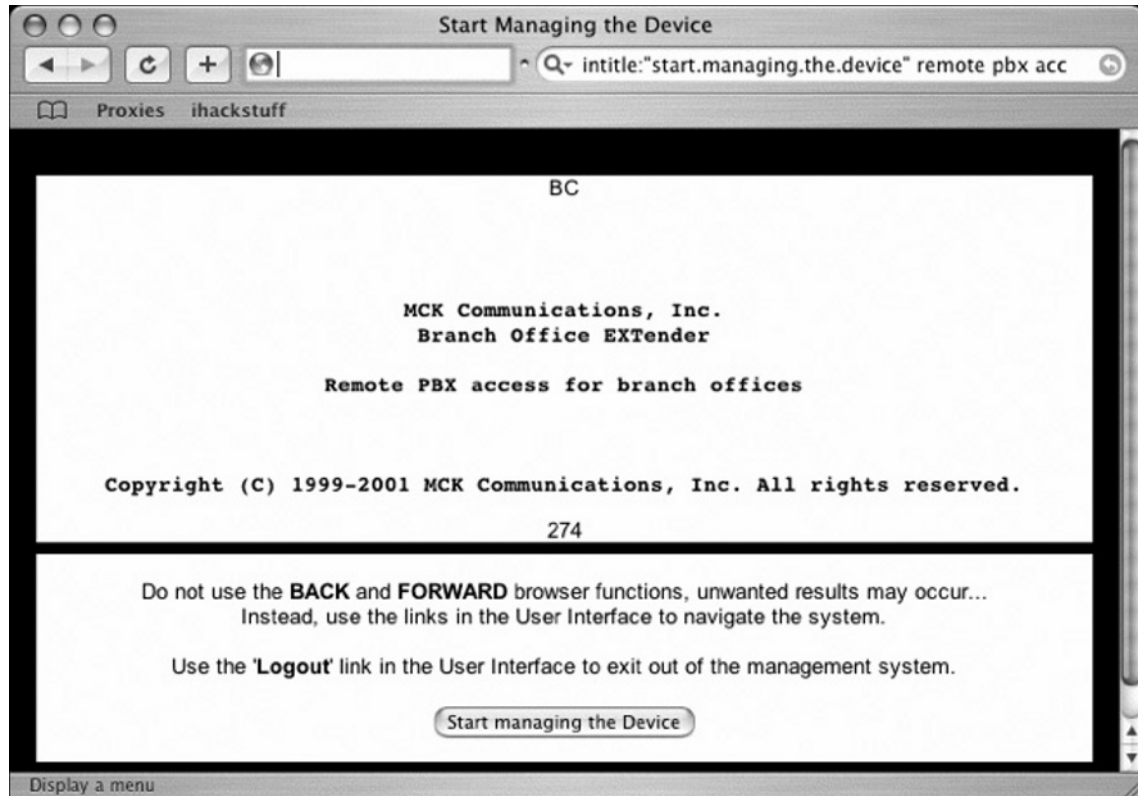 Start Managing the Device
intitle:"start.managing.the.device" remote pbx acc
Proxies ihackstuff
BC
MCK Communications, Inc.
Branch Office EXTender
Remote PBX access for branch offices
Copyright (C) 1999-2001 MCK Communications, Inc. All rights reserved.
274
Do not use the BACK and FORWARD browser functions, unwanted results may occur...
Instead, use the links in the User Interface to navigate the system.
Use the 'Logout' link in the User Interface to exit out of the management system.
Start managing the Device
Display a menu